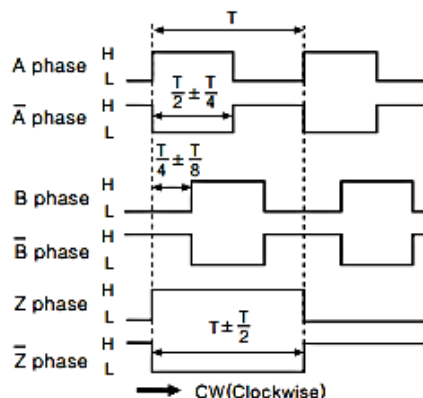 T
H
A phase
L
H
A̅ phase
L
T/2 ± T/4
T/4 ± T/8
H
B phase
L
H
B̅ phase
L
H
Z phase
L
H
Z̅ phase
L
T ± T/2
CW(Clockwise)